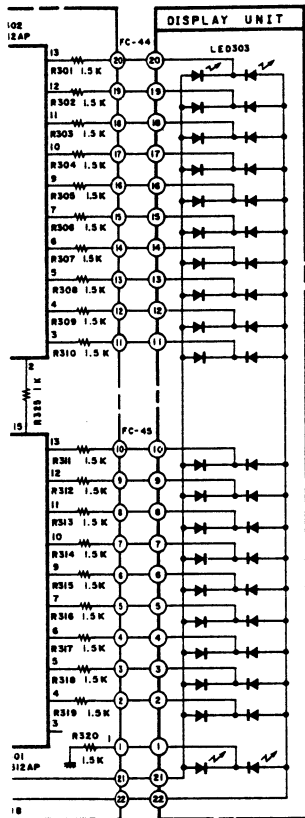 DISPLAY UNIT
302
312AP
FC-44
LED303
13
R301 1.5K
20
20
12
R302 1.5K
19
19
11
R303 1.5K
18
18
10
R304 1.5K
17
17
9
R305 1.5K
16
16
7
R306 1.5K
15
15
6
R307 1.5K
14
14
5
R308 1.5K
13
13
4
R309 1.5K
12
12
3
R310 1.5K
11
11
2
R325 1K
15
FC-45
13
R311 1.5K
10
10
12
R312 1.5K
9
9
11
R313 1.5K
8
8
10
R314 1.5K
7
7
9
R315 1.5K
6
6
7
R316 1.5K
5
5
6
R317 1.5K
4
4
5
R318 1.5K
3
3
4
R319 1.5K
2
2
3
R320 1
1.5K
1
1
01
312AP
21
21
22
22
18